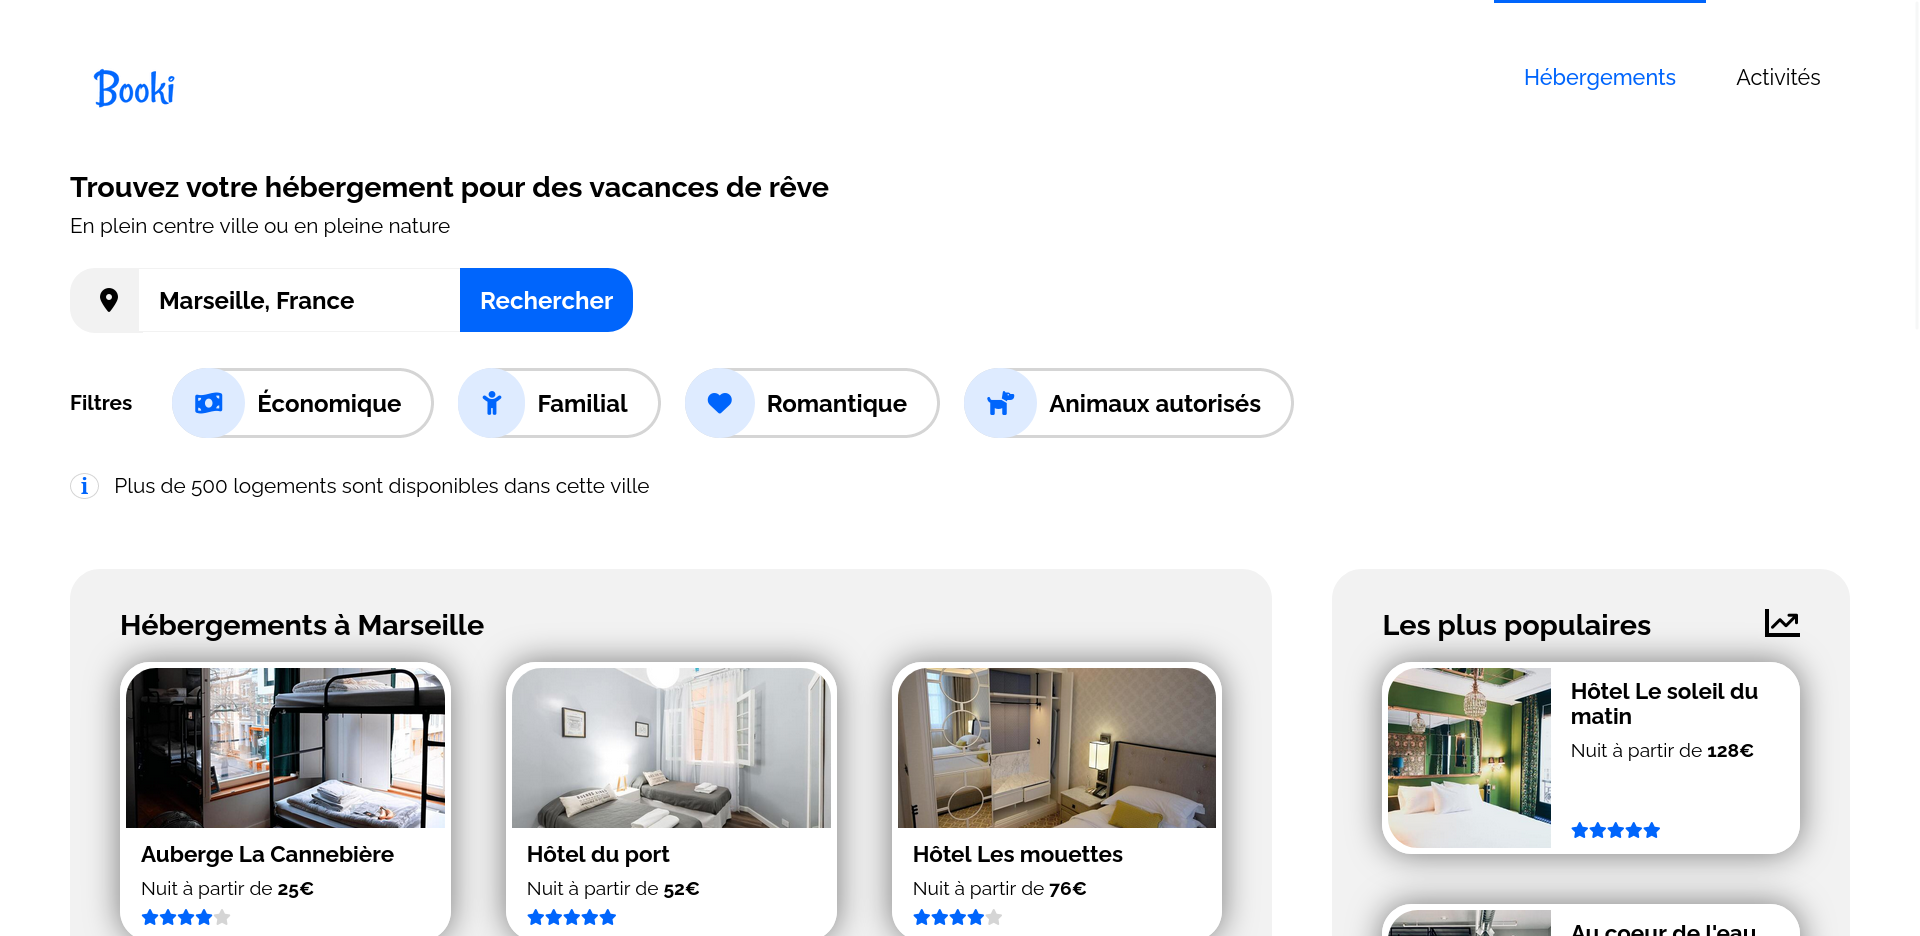 Booki
Hébergements
Activités
Trouvez votre hébergement pour des vacances de rêve
En plein centre ville ou en pleine nature
Marseille, France
Rechercher
Filtres
Économique
Familial
Romantique
Animaux autorisés
i Plus de 500 logements sont disponibles dans cette ville
Hébergements à Marseille
Auberge La Cannebière
Nuit à partir de 25€
Hôtel du port
Nuit à partir de 52€
Hôtel Les mouettes
Nuit à partir de 76€
Les plus populaires
Hôtel Le soleil du
matin
Nuit à partir de 128€
Au coeur de l'eau